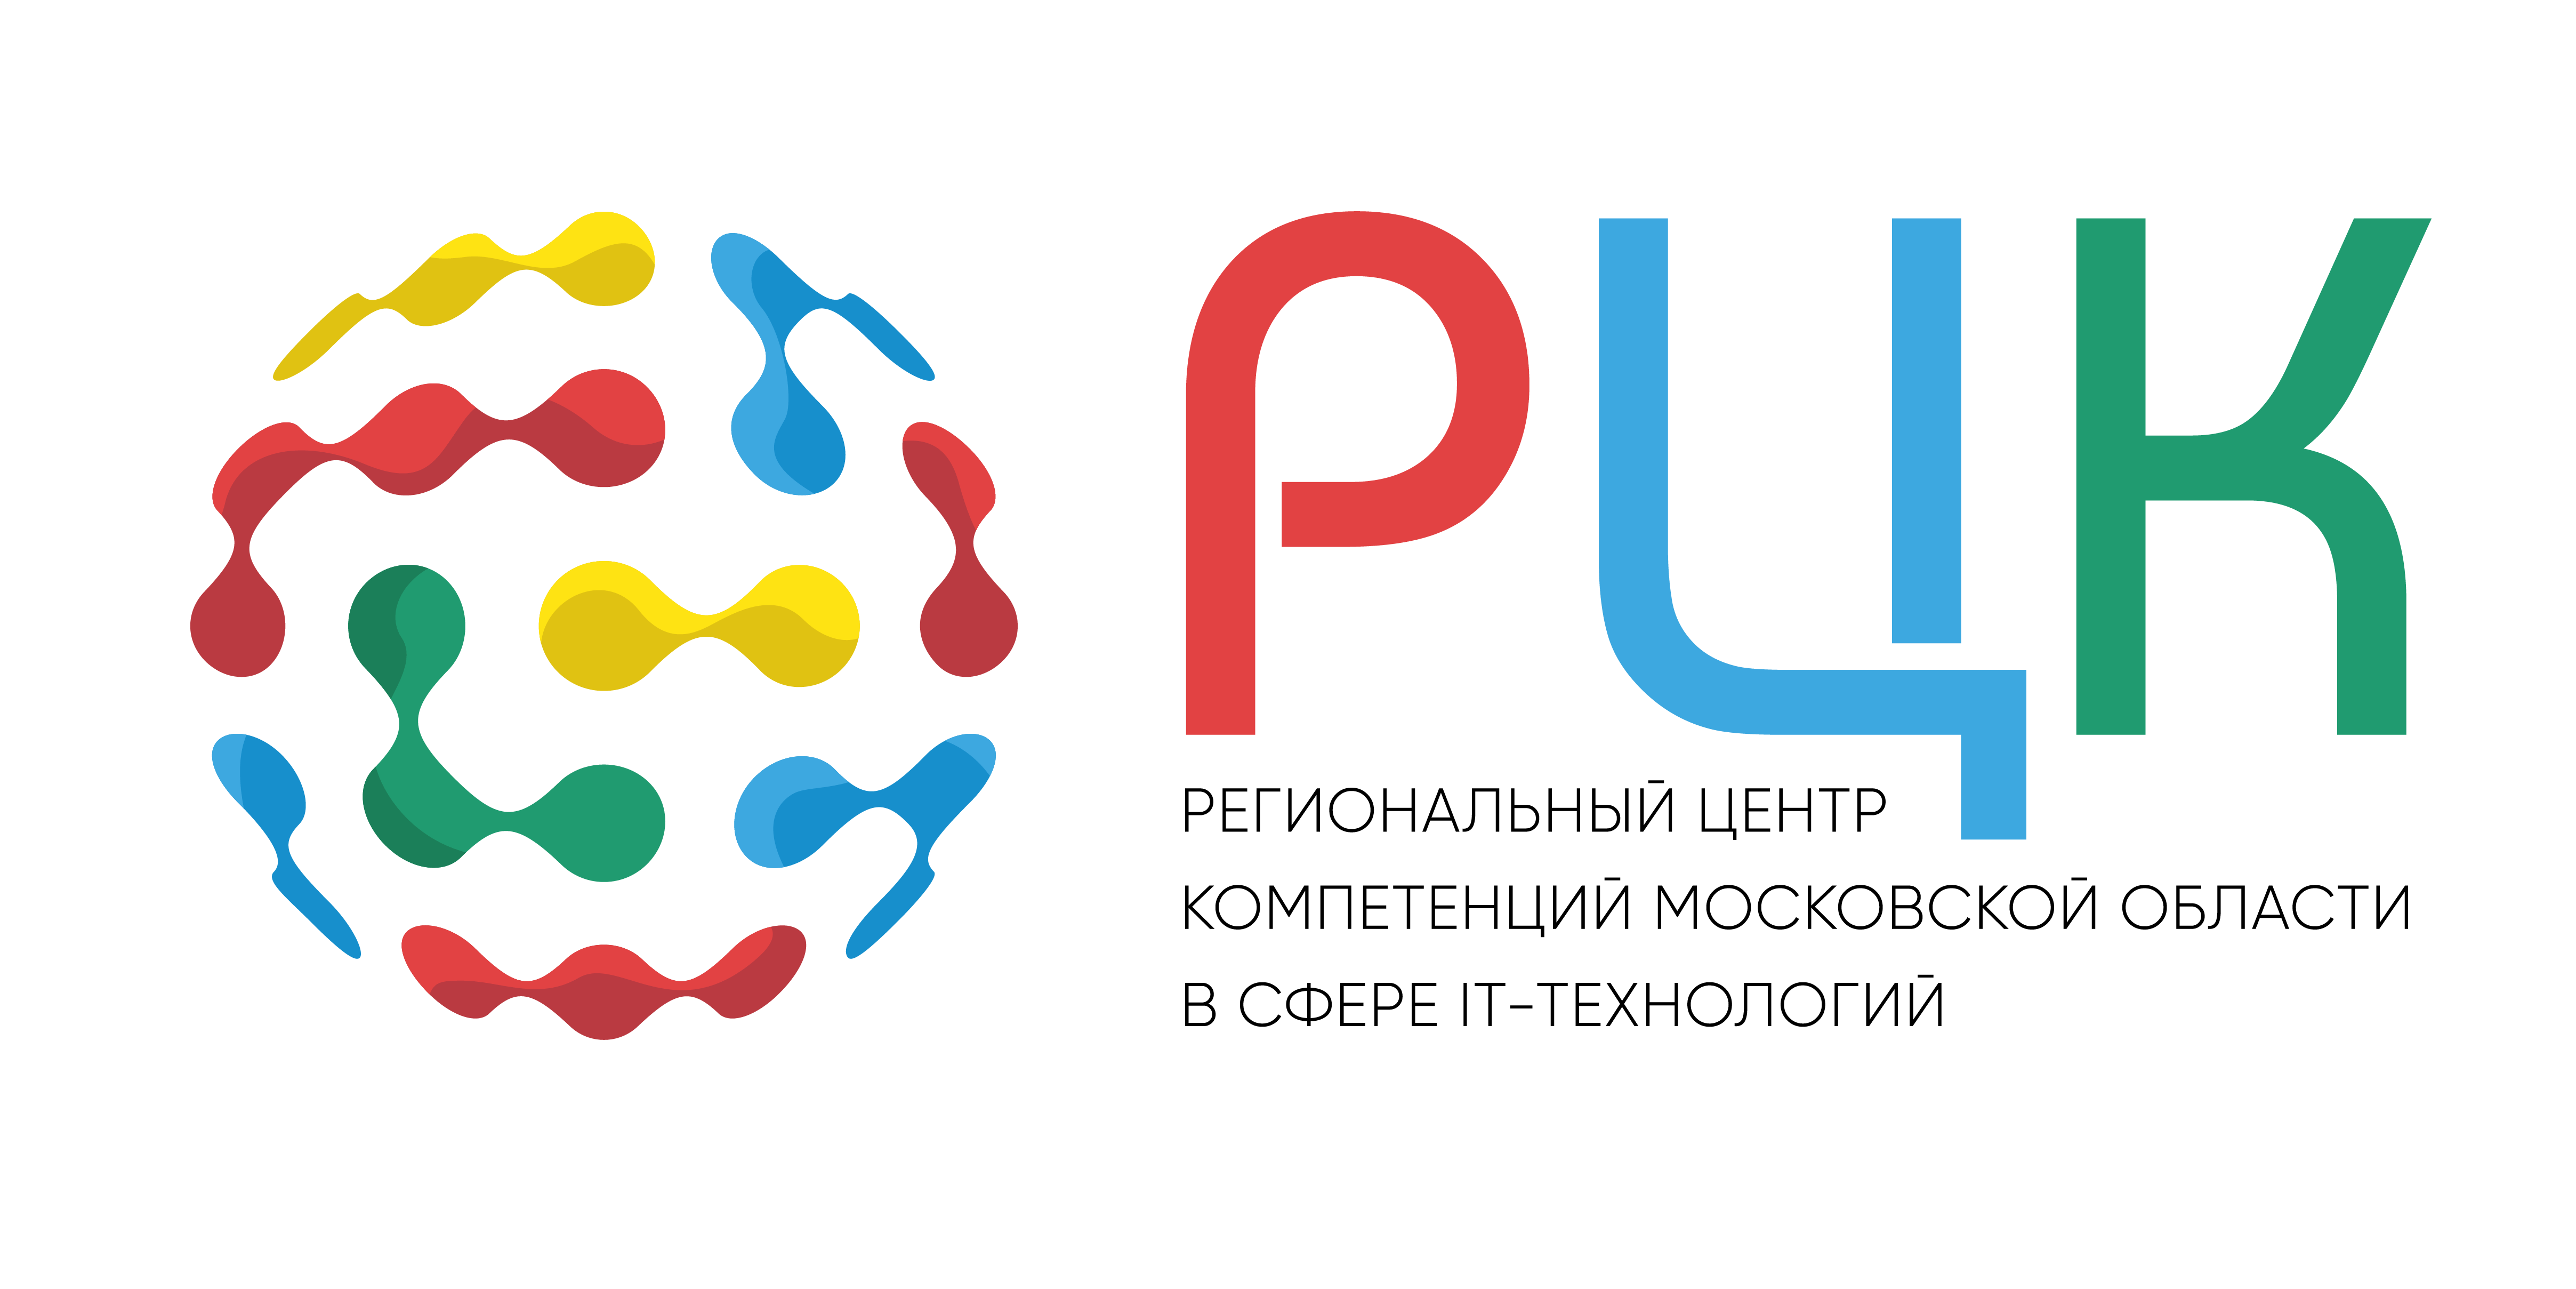 РЦК
РЕГИОНАЛЬНЫЙ ЦЕНТР
КОМПЕТЕНЦИЙ МОСКОВСКОЙ ОБЛАСТИ
В СФЕРЕ IT-ТЕХНОЛОГИЙ